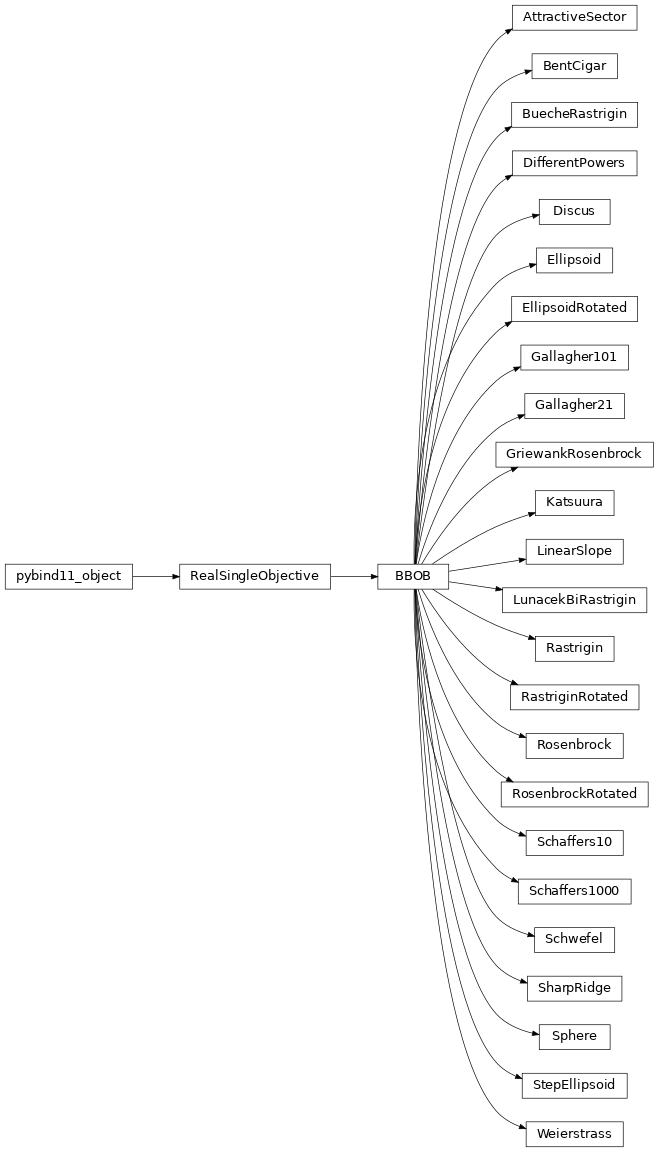 pybind11_object
RealSingleObjective
BBOB
AttractiveSector
BentCigar
BuecheRastrigin
DifferentPowers
Discus
Ellipsoid
EllipsoidRotated
Gallagher101
Gallagher21
GriewankRosenbrock
Katsuura
LinearSlope
LunacekBiRastrigin
Rastrigin
RastriginRotated
Rosenbrock
RosenbrockRotated
Schaffers10
Schaffers1000
Schwefel
SharpRidge
Sphere
StepEllipsoid
Weierstrass